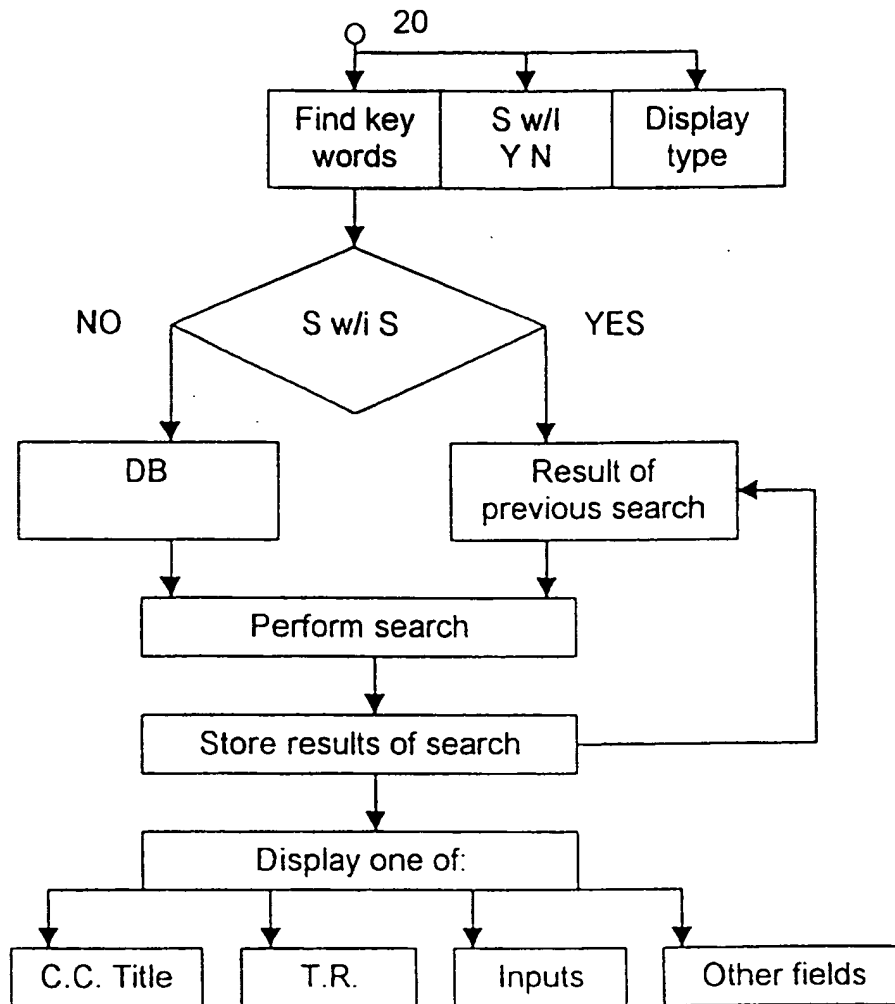 20
Find key
words
S w/I
Y N
Display
type
NO
S w/i S
YES
DB
Result of
previous search
Perform search
Store results of search
Display one of:
C.C. Title
T.R.
Inputs
Other fields